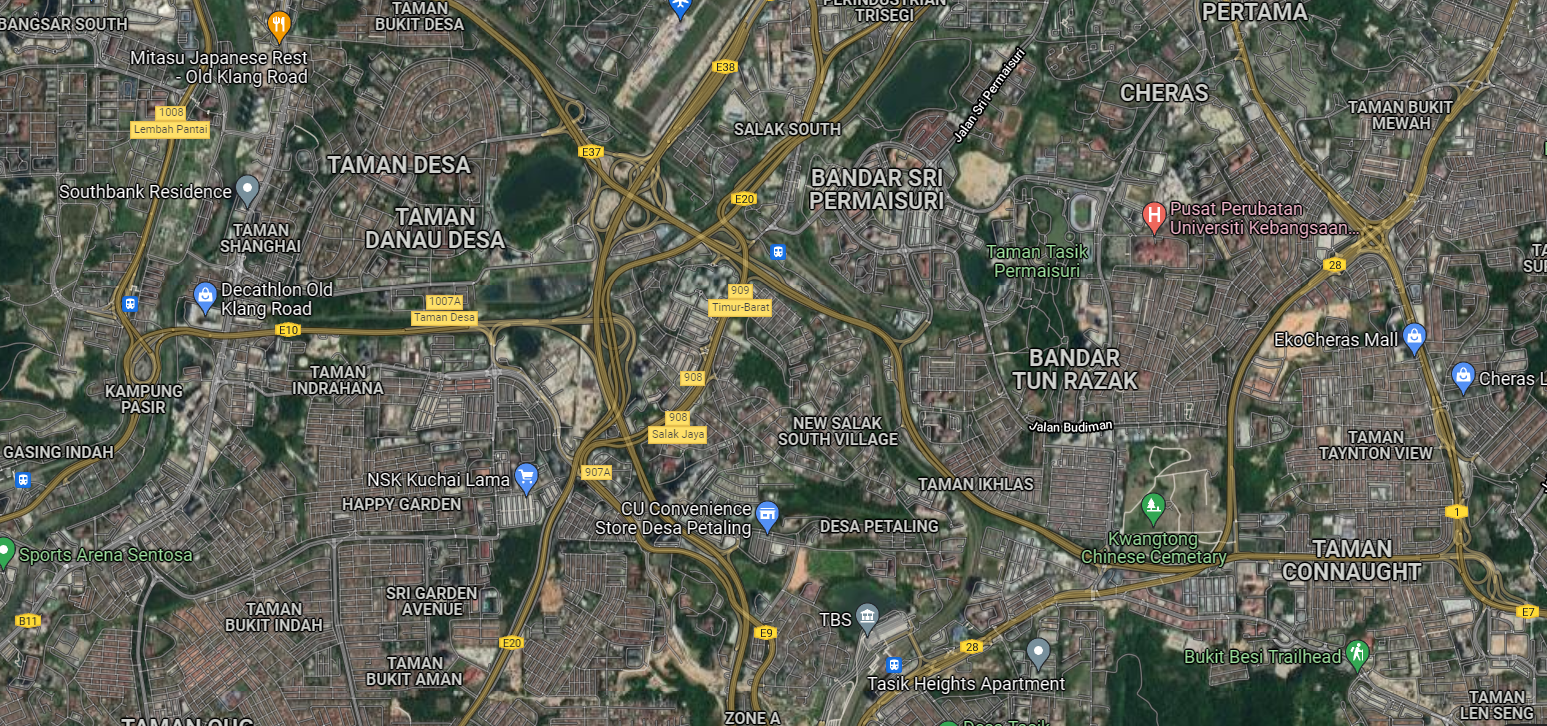 BANGSAR SOUTH
TAMAN
BUKIT DESA
PERINDUSTRIAN
TRISEGI
PERTAMA
Mitasu Japanese Rest
- Old Klang Road
E38
1008
Lembah Pantai
CHERAS
Jalan Sri Permaisuri
TAMAN BUKIT
MEWAH
SALAK SOUTH
E37
TAMAN DESA
Southbank Residence
BANDAR SRI
PERMAISURI
E20
H
Pusat Perubatan
Universiti Kebangsaan...
TAMAN
SHANGHAI
TAMAN
DANAU DESA
Taman Tasik
Permaisuri
28
Decathlon Old
Klang Road
1007A
Taman Desa
909
Timur-Barat
E10
EkoCheras Mall
TAMAN
INDRAHANA
BANDAR
TUN RAZAK
908
Cheras L
KAMPUNG
PASIR
908
Salak Jaya
NEW SALAK
SOUTH VILLAGE
Jalan Budiman
TAMAN
TAYNTON VIEW
GASING INDAH
907A
NSK Kuchai Lama
HAPPY GARDEN
TAMAN IKHLAS
CU Convenience
Store Desa Petaling
DESA PETALING
1
Kwangtong
Chinese Cemetary
Sports Arena Sentosa
TAMAN
CONNAUGHT
SRI GARDEN
AVENUE
TAMAN
BUKIT INDAH
B11
TBS
E7
E9
E20
28
Bukit Besi Trailhead
TAMAN
BUKIT AMAN
Tasik Heights Apartment
TAMAN
LEN SENG
TAMAN OUG
ZONE A
Desa Tasik